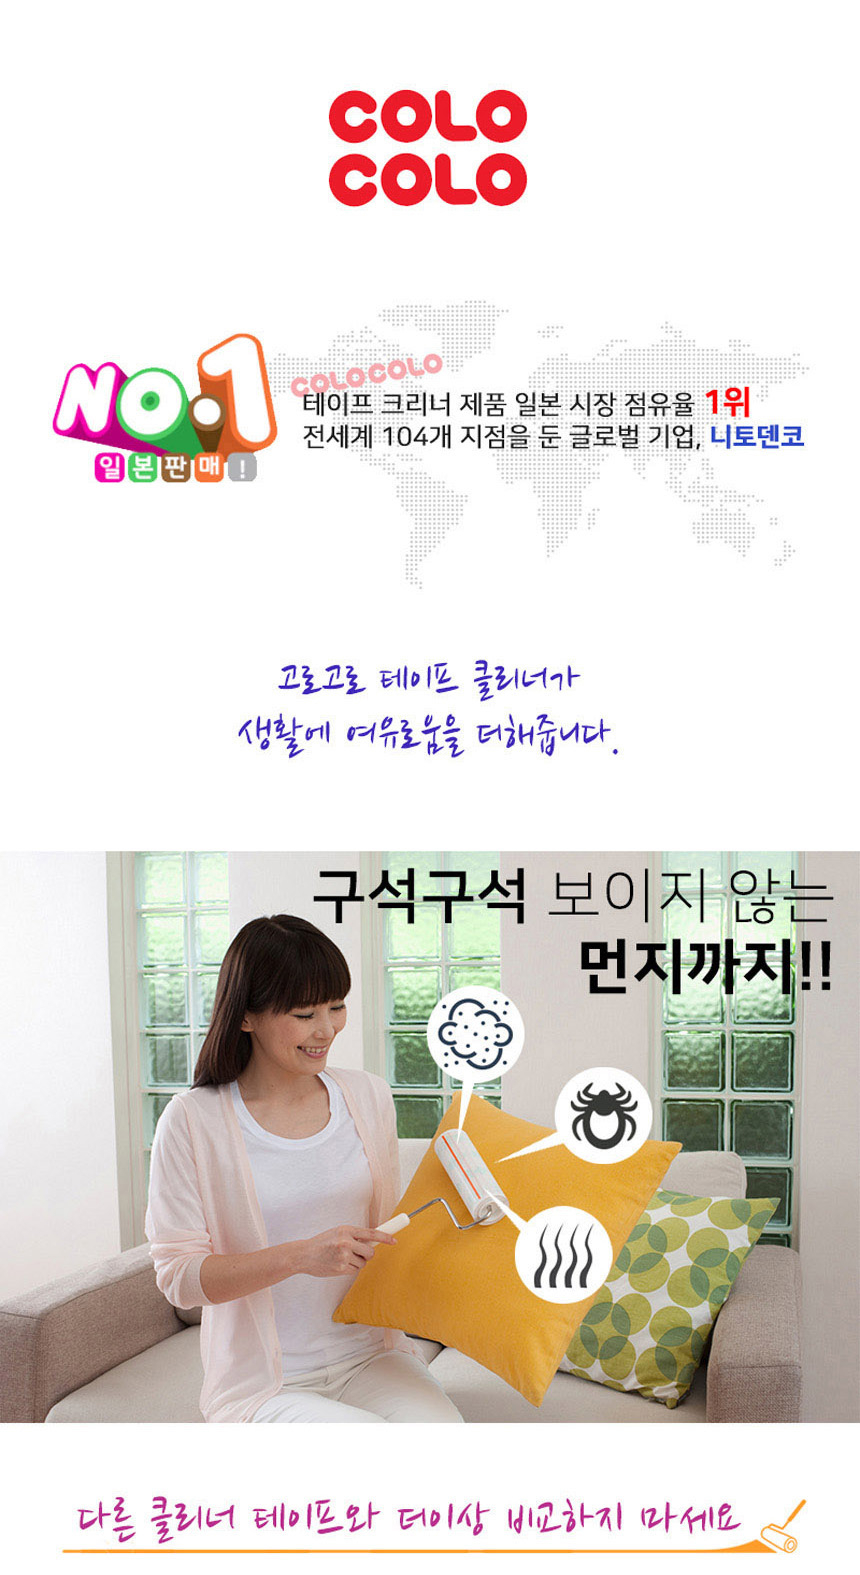 COLO
COLO
NO.1
일본판매!
COLOCOLO
테이프 크리너 제품 일본 시장 점유율 1위
전세계 104개 지점을 둔 글로벌 기업, 니토덴코
고로고로 테이프 클리너가
생활에 여유로움을 더해줍니다.
구석구석 보이지 않는
먼지까지!!
다른 클리너 테이프와 더이상 비교하지 마세요